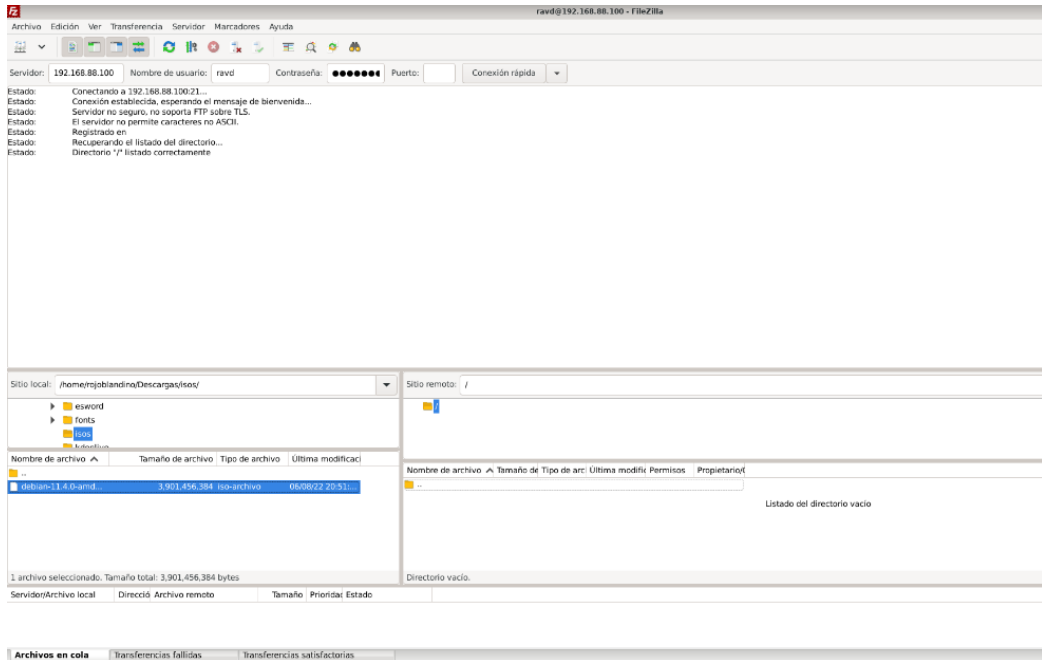 ravd@192.168.88.100 - FileZilla
Archivo Edición Ver Transferencia Servidor Marcadores Ayuda
Servidor: 192.168.88.100 Nombre de usuario: ravd Contraseña: ●●●●●●● Puerto: Conexión rápida
Estado: Conectando a 192.168.88.100:21...
Estado: Conexión establecida, esperando el mensaje de bienvenida...
Estado: Servidor no seguro, no soporta FTP sobre TLS.
Estado: El servidor no permite caracteres no ASCII.
Estado: Registrado en
Estado: Recuperando el listado del directorio...
Estado: Directorio "/" listado correctamente
Sitio local: /home/rojoblandino/Descargas/isos/
esword
fonts
isos
Nombre de archivo Tamaño de archivo Tipo de archivo Última modificaci
..
debian-11.4.0-amd... 3,901,456,384 iso-archivo 06/08/22 20:51:...
1 archivo seleccionado. Tamaño total: 3,901,456,384 bytes
Sitio remoto: /
/
Nombre de archivo Tamaño de Tipo de arc Última modific Permisos Propietario/
..
Listado del directorio vacío
Directorio vacío.
Servidor/Archivo local Direcció Archivo remoto Tamaño Prioridac Estado
Archivos en cola Transferencias fallidas Transferencias satisfactorias